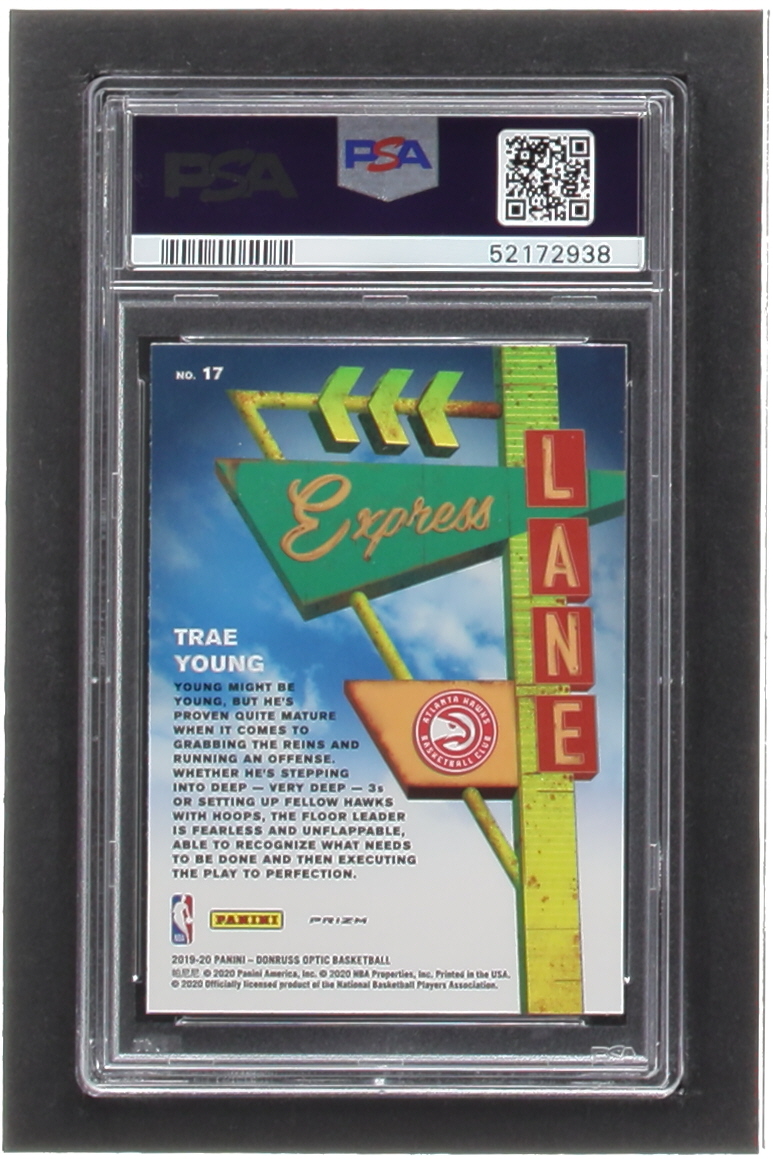 PSA
PSA
52172938
NO. 17
Express
LANE
TRAE
YOUNG
YOUNG MIGHT BE
YOUNG, BUT HE'S
PROVEN QUITE MATURE
WHEN IT COMES TO
GRABBING THE REINS AND
RUNNING AN OFFENSE.
WHETHER HE'S STEPPING
INTO DEEP — VERY DEEP — 3s
OR SETTING UP FELLOW HAWKS
WITH HOOPS, THE FLOOR LEADER
IS FEARLESS AND UNFLAPPABLE,
ABLE TO RECOGNIZE WHAT NEEDS
TO BE DONE AND THEN EXECUTING
THE PLAY TO PERFECTION.
ATLANTA HAWKS
BASKETBALL CLUB
NBA
PANINI
PRIZM
2019-20 PANINI – DONRUSS OPTIC BASKETBALL
帕尼尼 © 2020 Panini America, Inc. © 2020 NBA Properties, Inc. Printed in the USA.
© 2020 Officially licensed product of the National Basketball Players Association.
PSA